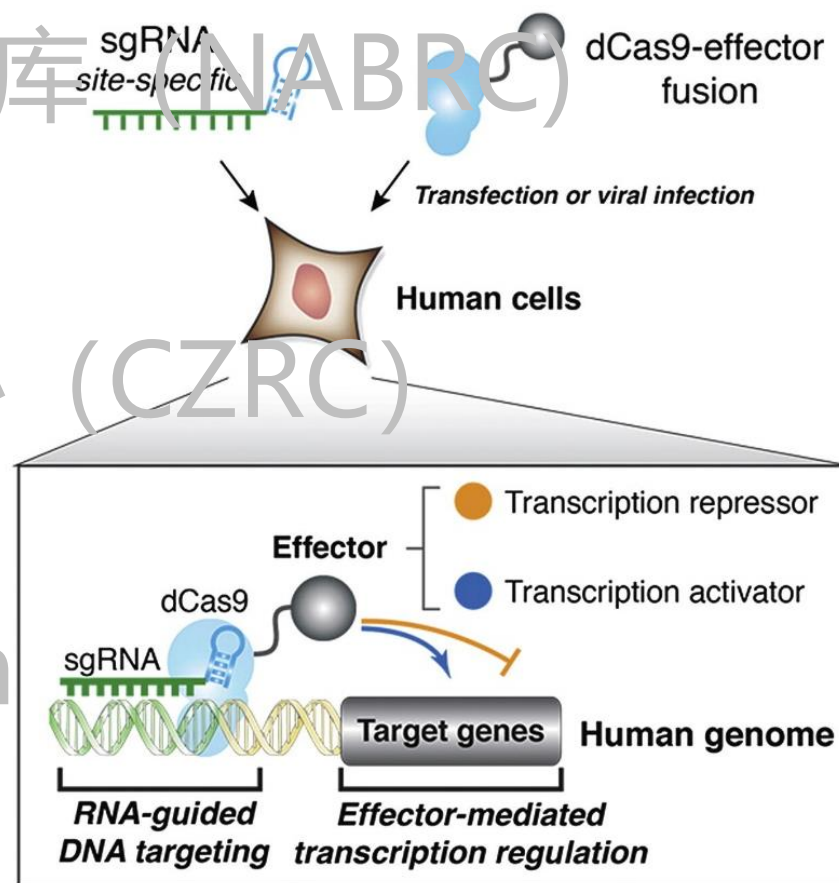 sgRNA
site-specific
dCas9-effector
fusion
库 (NABRC)
Transfection or viral infection
Human cells
(CZRC)
Transcription repressor
Effector
Transcription activator
dCas9
sgRNA
Target genes
Human genome
RNA-guided
DNA targeting
Effector-mediated
transcription regulation